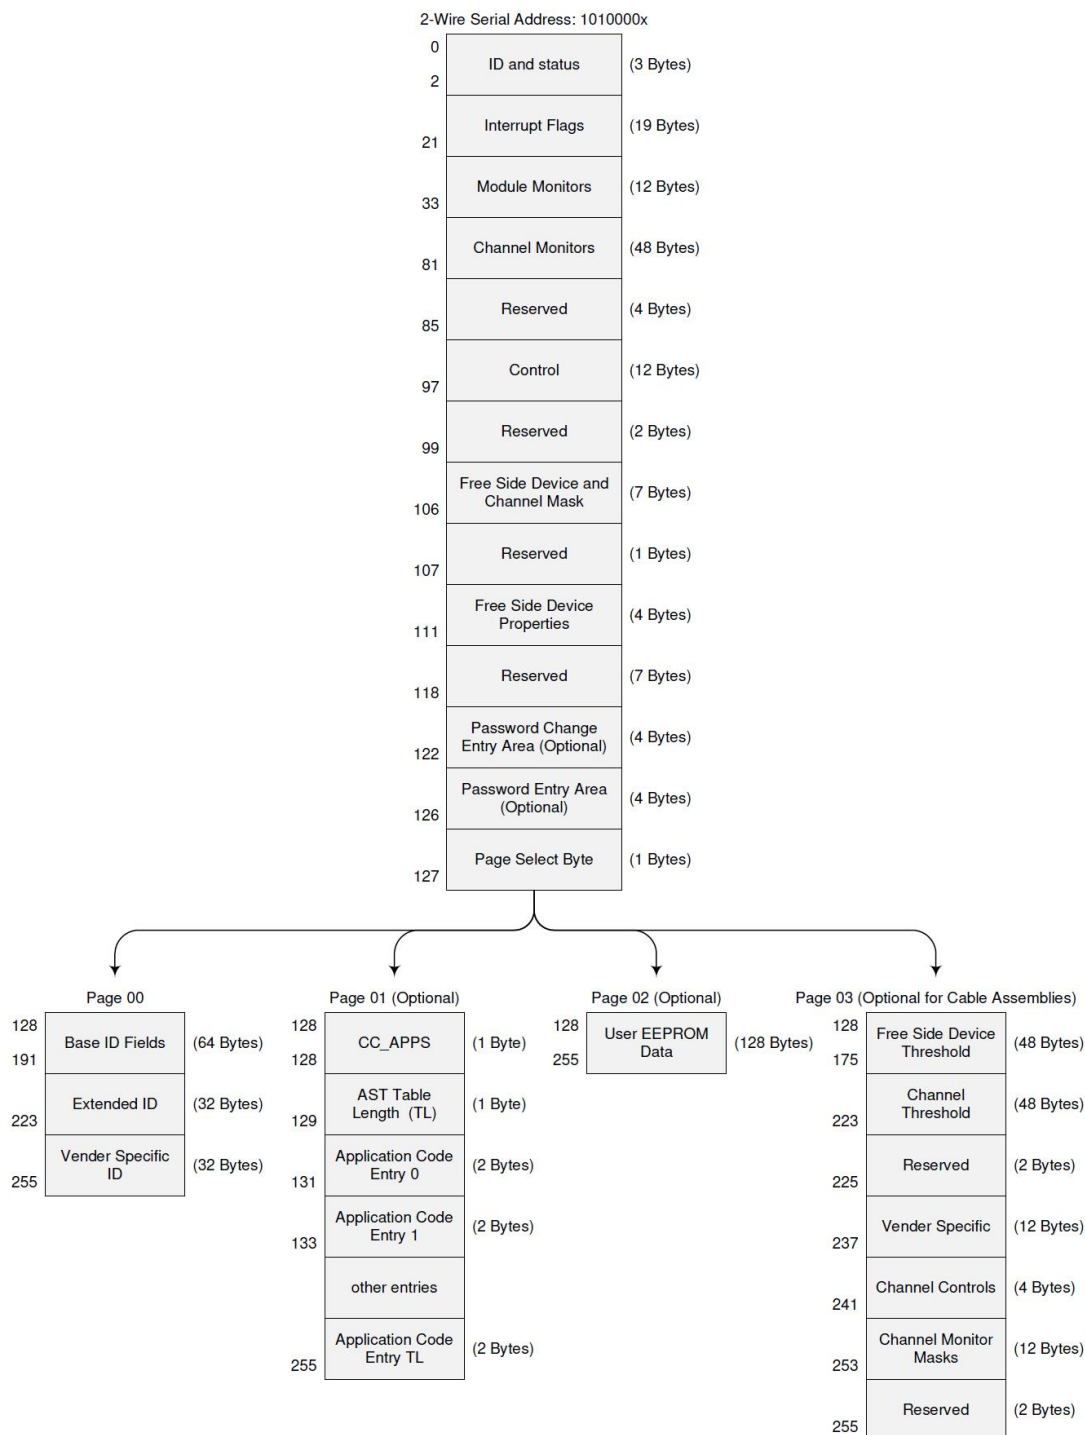 2-Wire Serial Address: 1010000x
0
ID and status (3 Bytes)
2
Interrupt Flags (19 Bytes)
21
Module Monitors (12 Bytes)
33
Channel Monitors (48 Bytes)
81
Reserved (4 Bytes)
85
Control (12 Bytes)
97
Reserved (2 Bytes)
99
Free Side Device and
Channel Mask (7 Bytes)
106
Reserved (1 Bytes)
107
Free Side Device
Properties (4 Bytes)
111
Reserved (7 Bytes)
118
Password Change
Entry Area (Optional) (4 Bytes)
122
Password Entry Area
(Optional) (4 Bytes)
126
Page Select Byte (1 Bytes)
127
Page 00
128
Base ID Fields (64 Bytes)
191
Extended ID (32 Bytes)
223
Vender Specific
ID (32 Bytes)
255
Page 01 (Optional)
128
CC_APPS (1 Byte)
128
AST Table
Length (TL) (1 Byte)
129
Application Code
Entry 0 (2 Bytes)
131
Application Code
Entry 1 (2 Bytes)
133
other entries
Application Code
Entry TL (2 Bytes)
255
Page 02 (Optional)
128
User EEPROM
Data (128 Bytes)
255
Page 03 (Optional for Cable Assemblies)
128
Free Side Device
Threshold (48 Bytes)
175
Channel
Threshold (48 Bytes)
223
Reserved (2 Bytes)
225
Vender Specific (12 Bytes)
237
Channel Controls (4 Bytes)
241
Channel Monitor
Masks (12 Bytes)
253
Reserved (2 Bytes)
255